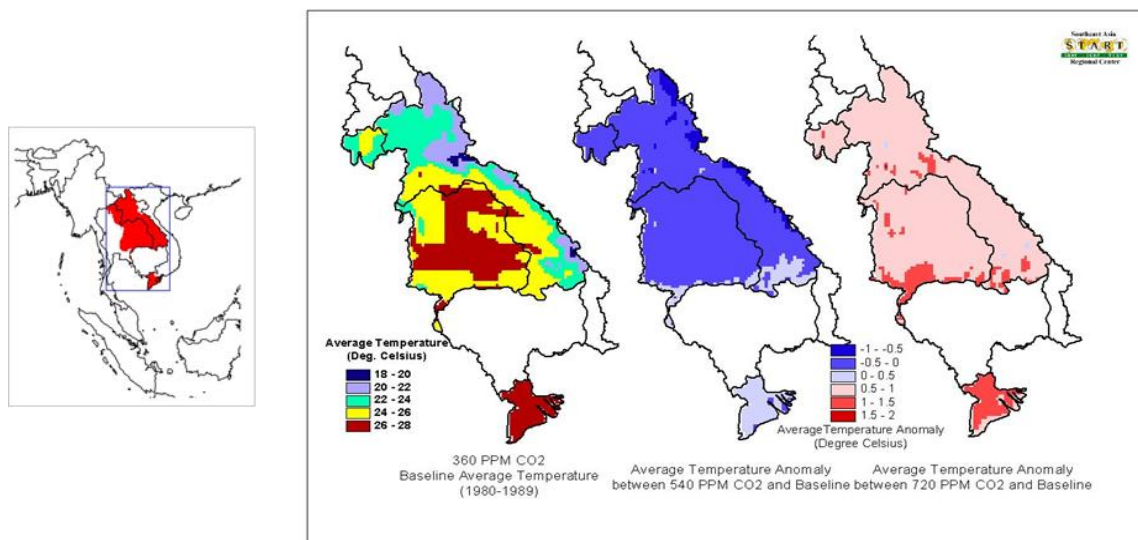 Southeast Asia
START
Regional Center
Average Temperature
(Deg. Celsius)
18 - 20
20 - 22
22 - 24
24 - 26
26 - 28
-1 - -0.5
-0.5 - 0
0 - 0.5
0.5 - 1
1 - 1.5
1.5 - 2
Average Temperature Anomaly
(Degree Celsius)
360 PPM CO2
Baseline Average Temperature
(1980-1989)
Average Temperature Anomaly
between 540 PPM CO2 and Baseline
Average Temperature Anomaly
between 720 PPM CO2 and Baseline